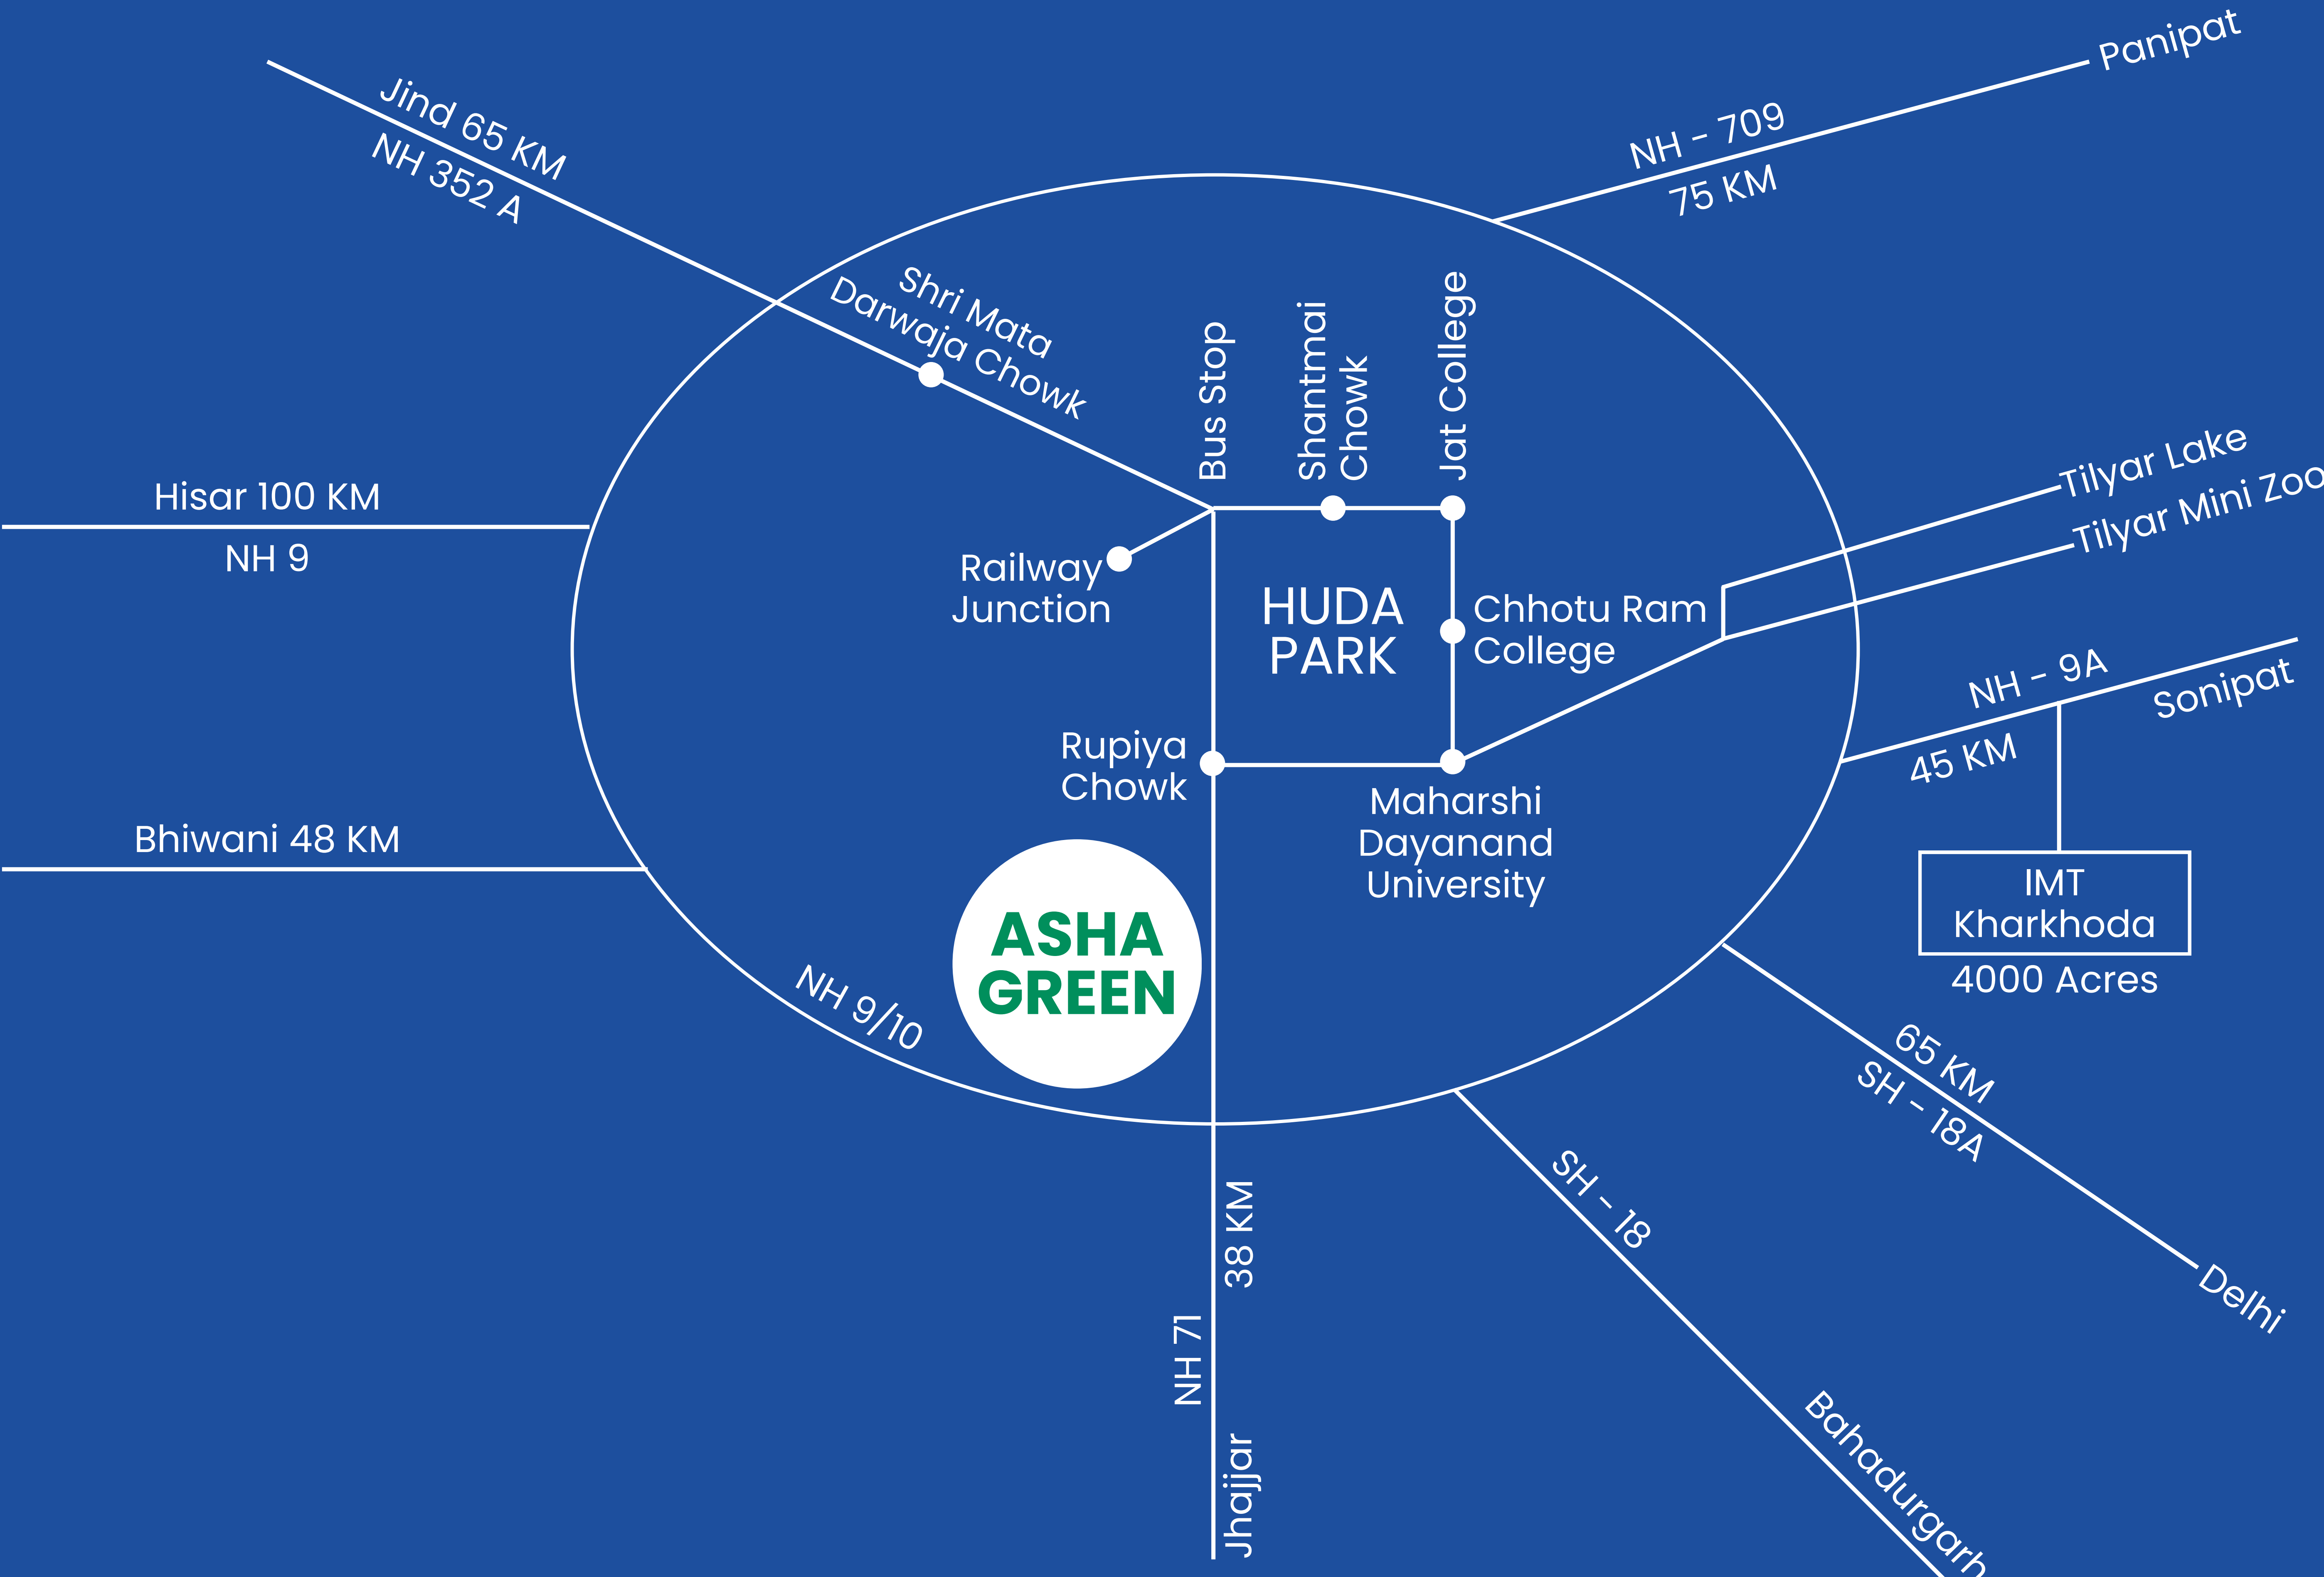 Panipat
Jind 65 KM
NH 352 A
NH - 709
75 KM
Shri Mata
Darwaja Chowk
Bus Stop
Shantmai
Chowk
Jat College
Tilyar Lake
Tilyar Mini Zoo
Hisar 100 KM
NH 9
Railway
Junction
HUDA
PARK
Chhotu Ram
College
NH - 9A
Sonipat
45 KM
Rupiya
Chowk
Maharshi
Dayanand
University
Bhiwani 48 KM
IMT
Kharkhoda
4000 Acres
ASHA
GREEN
NH 9/10
65 KM
SH - 18A
Delhi
SH - 18
38 KM
NH 71
Jhajjar
Bahadurgarh